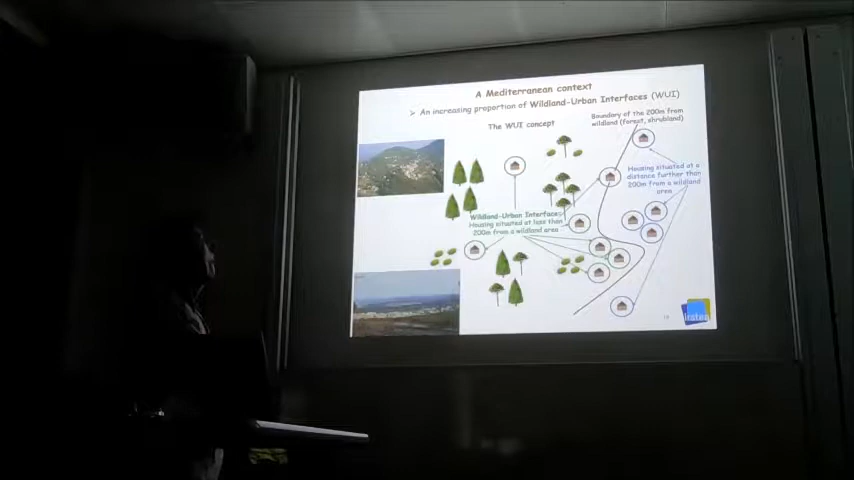 A Mediterranean context
➢ An increasing proportion of Wildland-Urban Interfaces (WUI)
The WUI concept
Boundary of the 200m from
wildland (forest, shrubland)
Housing situated at a
distance further than
200m from a wildland
area
Wildland-Urban Interface:
Housing situated at less than
200m from a wildland area
Irstea